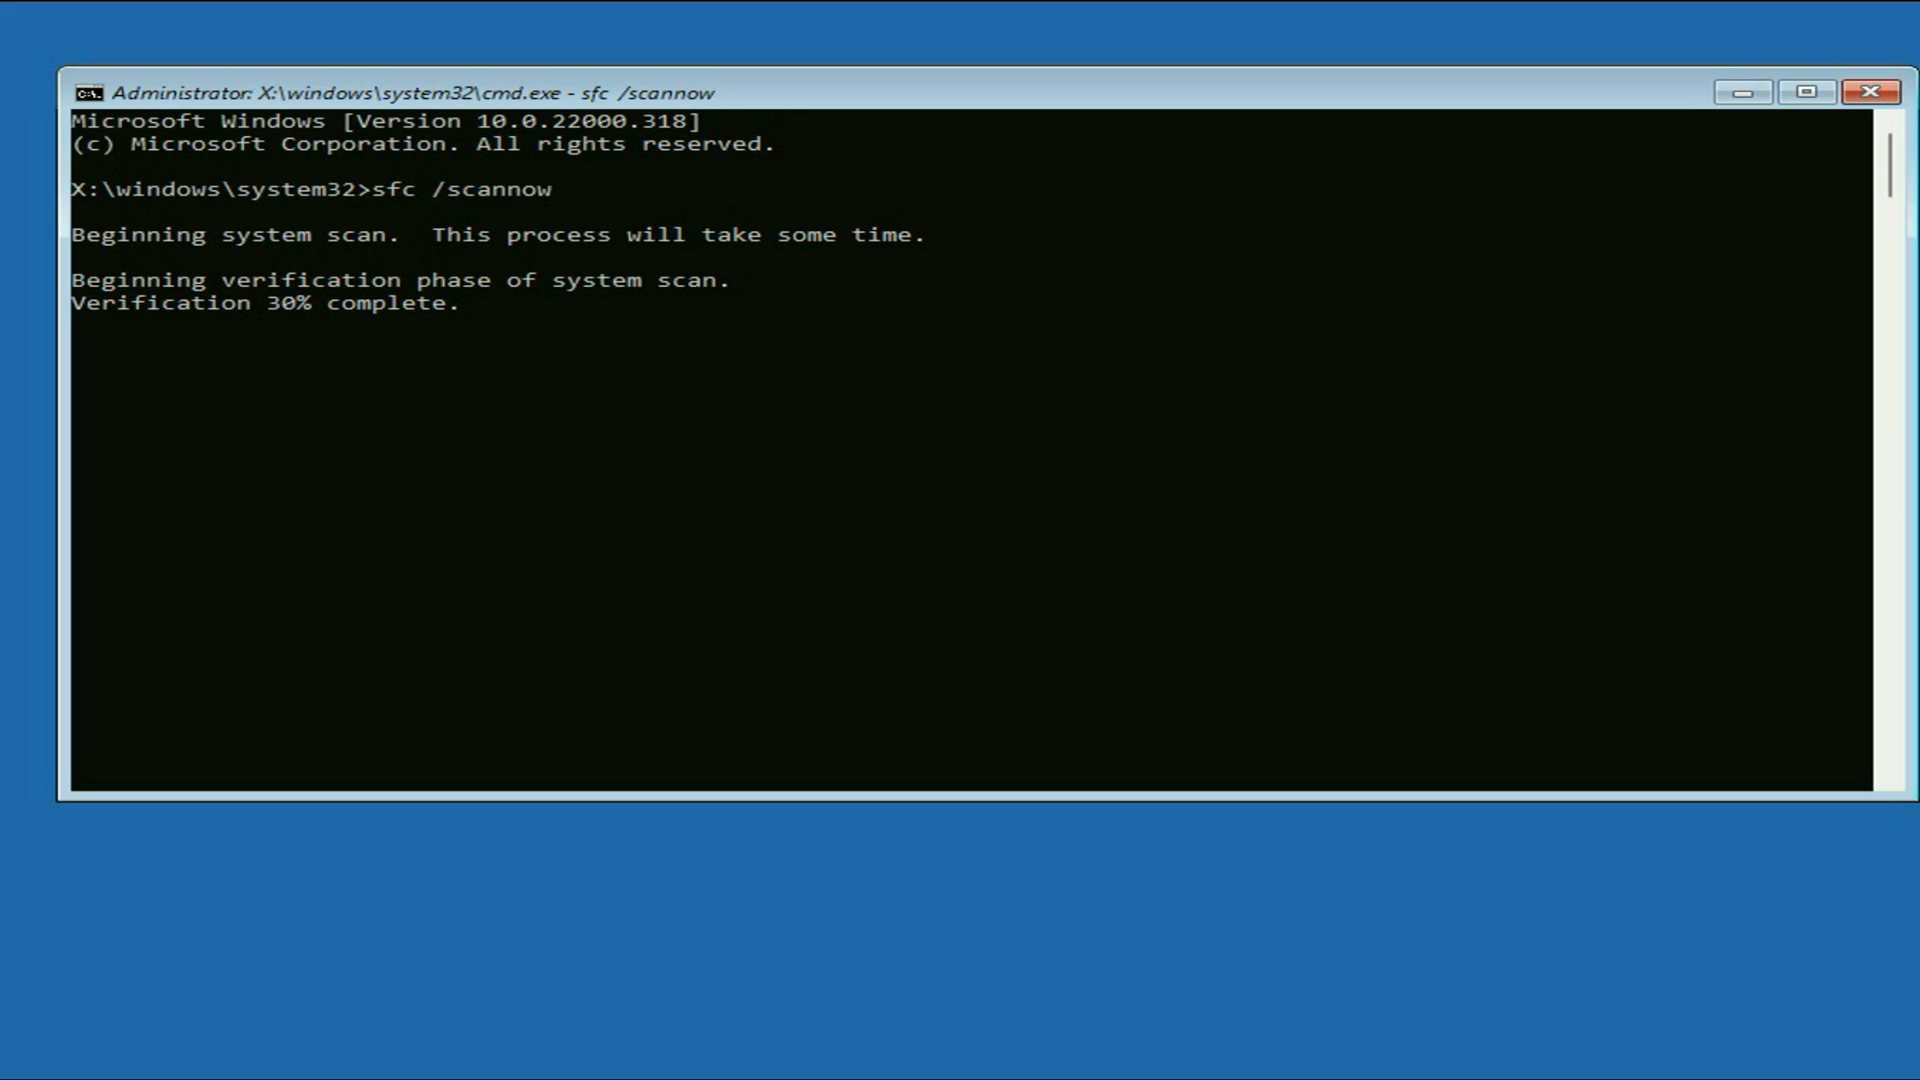 Administrator: X:\windows\system32\cmd.exe - sfc /scannow
Microsoft Windows [Version 10.0.22000.318]
(c) Microsoft Corporation. All rights reserved.
X:\windows\system32>sfc /scannow
Beginning system scan.  This process will take some time.
Beginning verification phase of system scan.
Verification 30% complete.